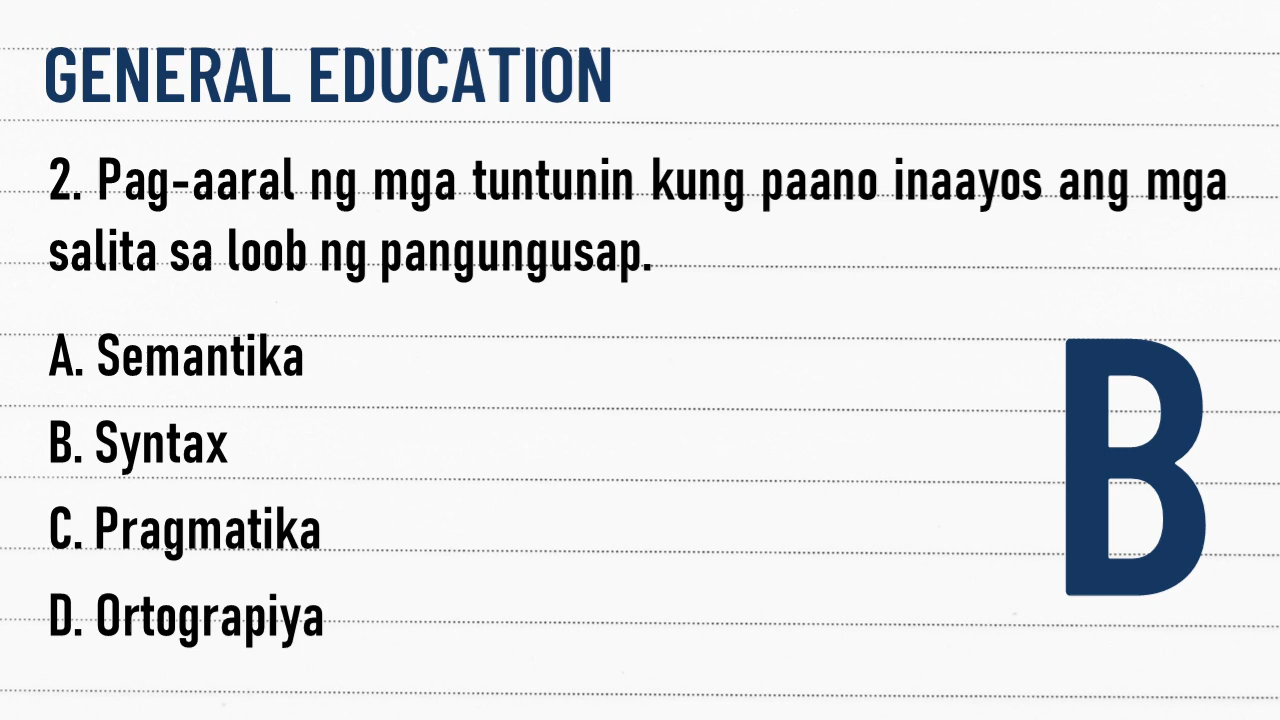 GENERAL EDUCATION
2. Pag-aaral ng mga tuntunin kung paano inaayos ang mga
salita sa loob ng pangungusap.
A. Semantika
B. Syntax
C. Pragmatika
D. Ortograpiya
B